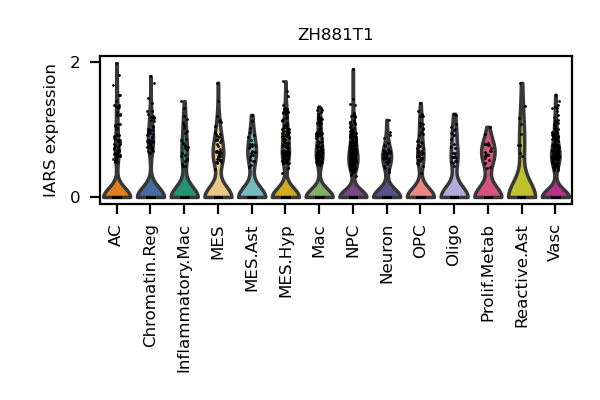 ZH881T1
IARS expression
2
0
AC
Chromatin.Reg
Inflammatory.Mac
MES
MES.Ast
MES.Hyp
Mac
NPC
Neuron
OPC
Oligo
Prolif.Metab
Reactive.Ast
Vasc